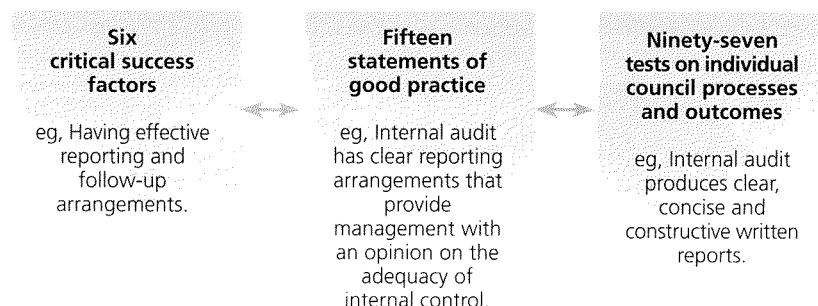 Six
critical success
factors
eg, Having effective
reporting and
follow-up
arrangements.
Fifteen
statements of
good practice
eg, Internal audit
has clear reporting
arrangements that
provide
management with
an opinion on the
adequacy of
internal control.
Ninety-seven
tests on individual
council processes
and outcomes
eg, Internal audit
produces clear,
concise and
constructive written
reports.